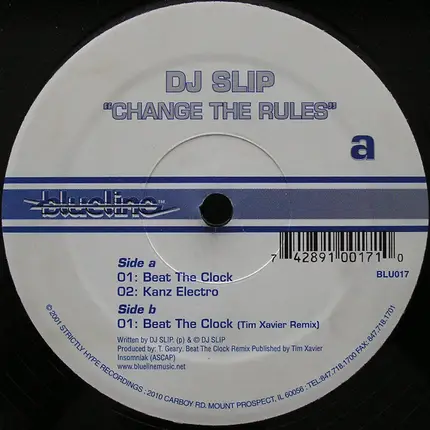 DJ SLIP
"CHANGE THE RULES"
a
blueline™
7 42891 00171 0
BLU017
Side a
01: Beat The Clock
02: Kanz Electro
Side b
01: Beat The Clock (Tim Xavier Remix)
Written by DJ SLIP. (p) & © DJ SLIP
Produced by: T. Geary. Beat The Clock Remix Published by Tim Xavier
Insomniak (ASCAP)
www.bluelinemusic.net
© 2001 STRICTLY HYPE RECORDINGS · 2010 CARBOY RD. MOUNT PROSPECT, IL 60056 · TEL:847.718.1700 FAX:847.718.1701